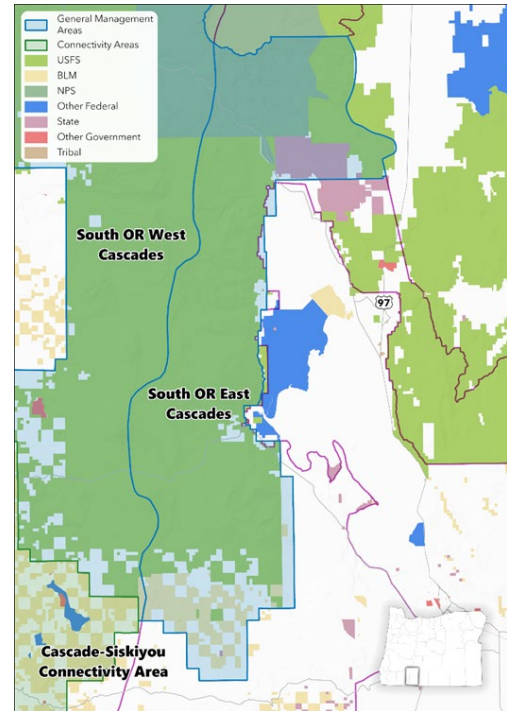 General Management
Areas
Connectivity Areas
USFS
BLM
NPS
Other Federal
State
Other Government
Tribal
South OR West
Cascades
97
South OR East
Cascades
Cascade-Siskiyou
Connectivity Area